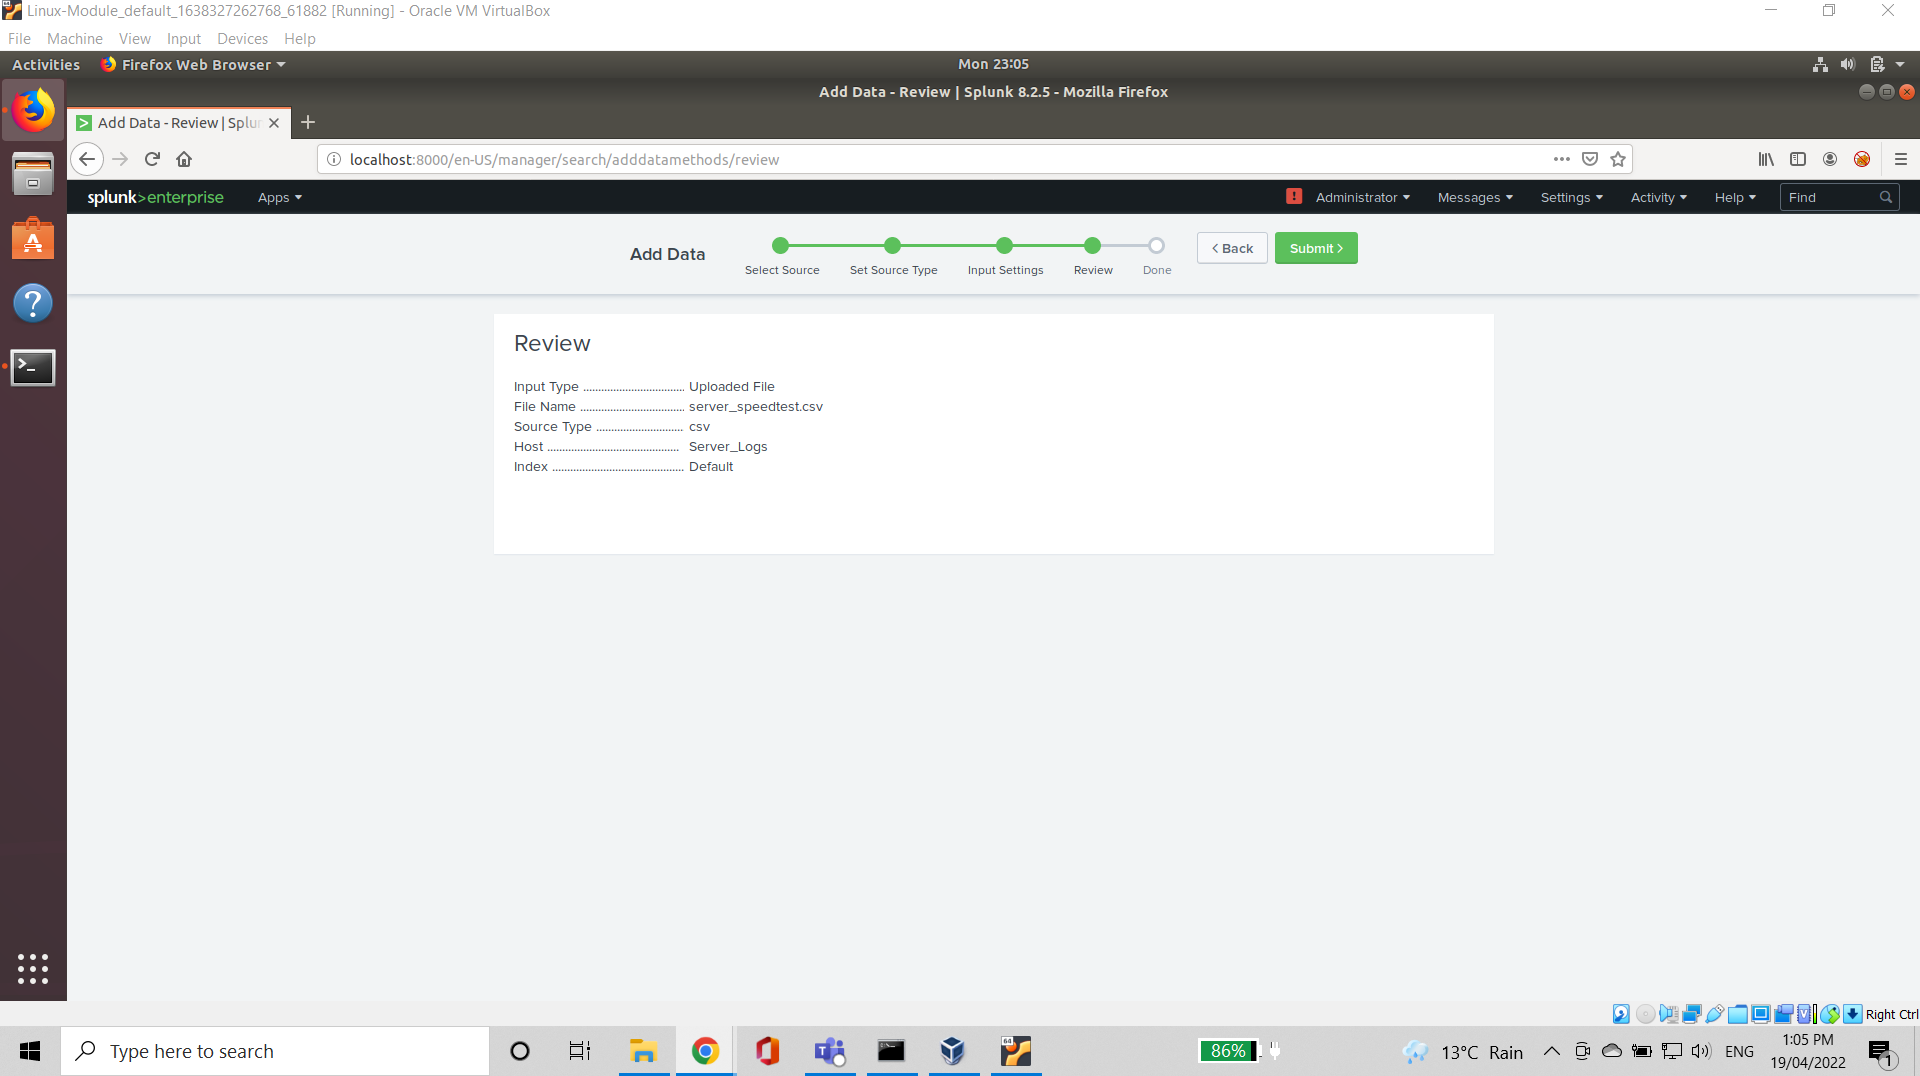 Linux-Module_default_1638327262768_61882 [Running] - Oracle VM VirtualBox
File Machine View Input Devices Help
Activities Firefox Web Browser Mon 23:05
Add Data - Review | Splunk 8.2.5 - Mozilla Firefox
Add Data - Review | Splun
localhost:8000/en-US/manager/search/adddatamethods/review
splunk>enterprise Apps ! Administrator Messages Settings Activity Help Find
Add Data Select Source Set Source Type Input Settings Review Done < Back Submit >
Review
Input Type .................................. Uploaded File
File Name ................................... server_speedtest.csv
Source Type ............................. csv
Host ............................................ Server_Logs
Index ............................................ Default
Right Ctrl
Type here to search 64 86% 13°C Rain ENG 1:05 PM
19/04/2022 1